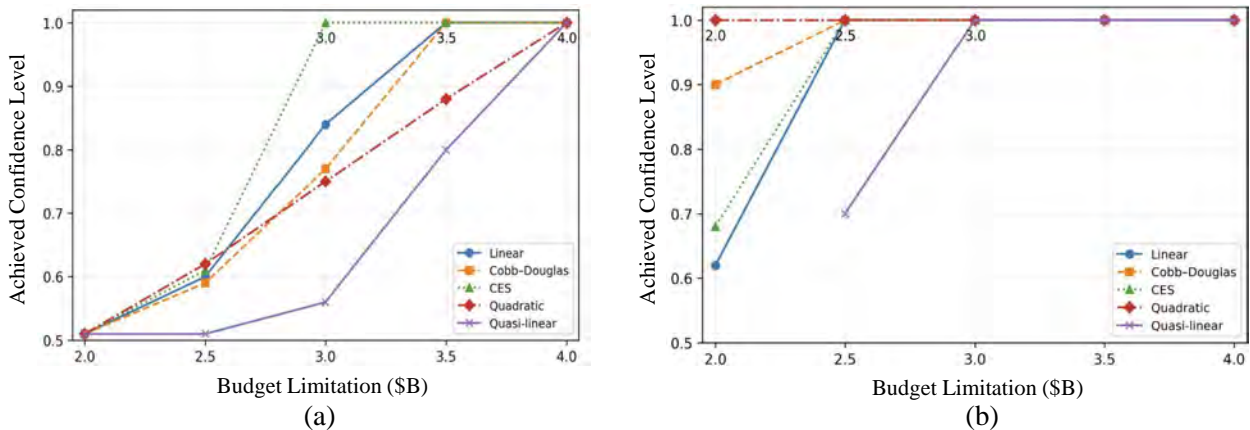 Achieved Confidence Level
1.0
0.9
0.8
0.7
0.6
0.5
3.0
3.5
4.0
Linear
Cobb–Douglas
CES
Quadratic
Quasi-linear
2.0 2.5 3.0 3.5 4.0
Budget Limitation ($B)
(a)
Achieved Confidence Level
1.0
0.9
0.8
0.7
0.6
0.5
2.0
2.5
3.0
Linear
Cobb–Douglas
CES
Quadratic
Quasi-linear
2.0 2.5 3.0 3.5 4.0
Budget Limitation ($B)
(b)